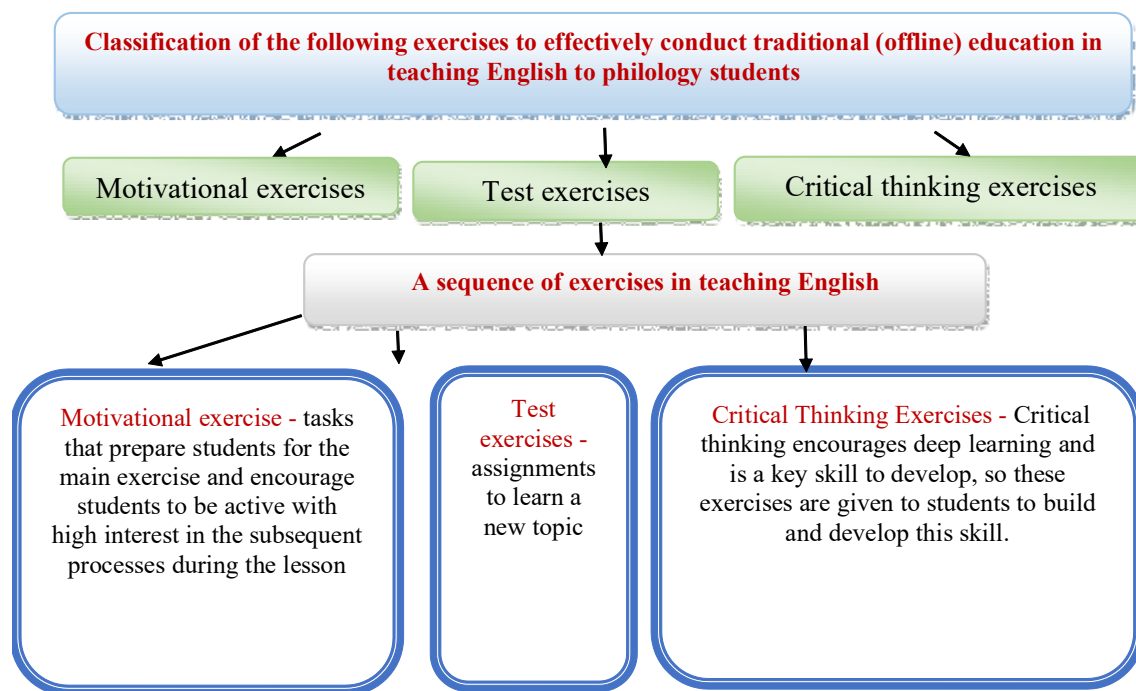 Classification of the following exercises to effectively conduct traditional (offline) education in
teaching English to philology students
Motivational exercises
Test exercises
Critical thinking exercises
A sequence of exercises in teaching English
Motivational exercise - tasks
that prepare students for the
main exercise and encourage
students to be active with
high interest in the subsequent
processes during the lesson
Test
exercises -
assignments
to learn a
new topic
Critical Thinking Exercises - Critical
thinking encourages deep learning and
is a key skill to develop, so these
exercises are given to students to build
and develop this skill.